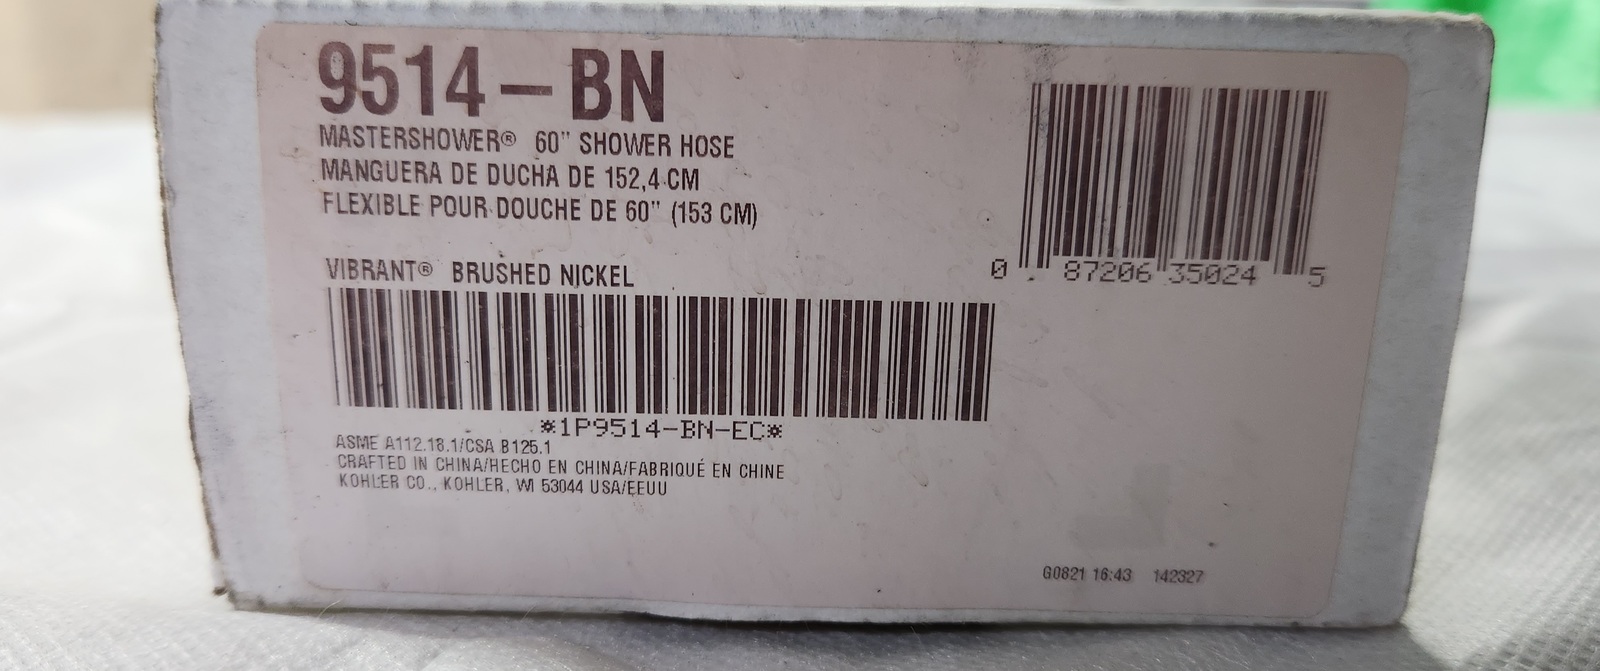 9514-BN
MASTERSHOWER® 60" SHOWER HOSE
MANGUERA DE DUCHA DE 152,4 CM
FLEXIBLE POUR DOUCHE DE 60" (153 CM)
VIBRANT® BRUSHED NICKEL
0 87206 35024 5
*1P9514-BN-EC*
ASME A112.18.1/CSA B125.1
CRAFTED IN CHINA/HECHO EN CHINA/FABRIQUÉ EN CHINE
KOHLER CO., KOHLER, WI 53044 USA/EEUU
G0821 16:43 142327